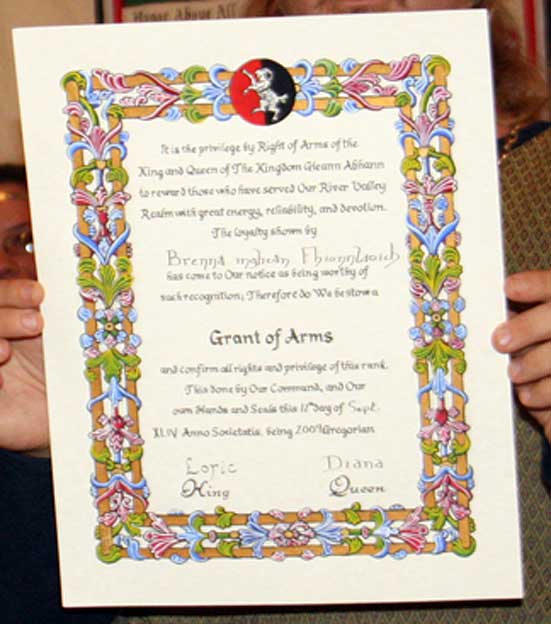 Honor Above All
It is the privilege by Right of Arms of the
King and Queen of The Kingdom Gleann Abhann
to reward those who have served Our River Valley
Realm with great energy, reliability, and devotion.
The loyalty shown by
Brenna inghean Fhionnlaoich
has come to Our notice as being worthy of
such recognition; Therefore do We bestow a
Grant of Arms
and confirm all rights and privilege of this rank.
This done by Our Command, and Our
own Hands and Seals this 12th day of Sept.
XLIV Anno Societatis, being 2009 Gregorian
Loric Diana
King Queen